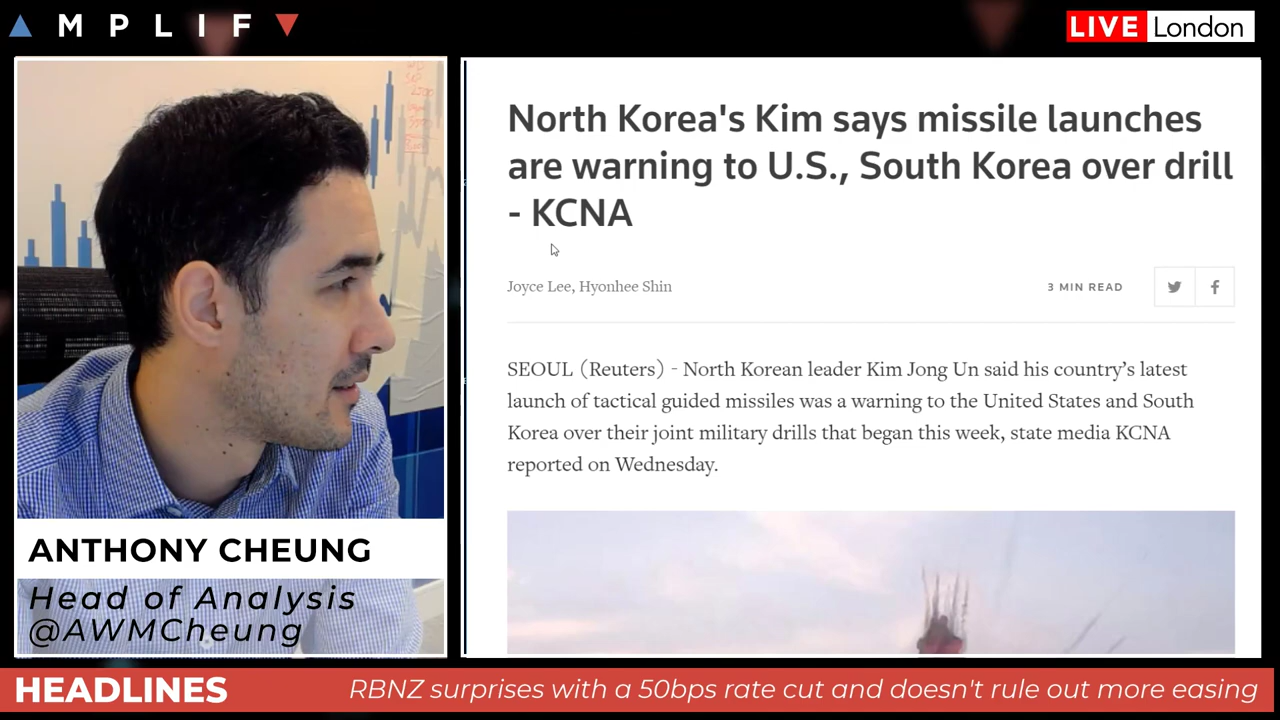 MPLIF
LIVE London
North Korea's Kim says missile launches
are warning to U.S., South Korea over drill
- KCNA
Joyce Lee, Hyonhee Shin
3 MIN READ
SEOUL (Reuters) - North Korean leader Kim Jong Un said his country’s latest
launch of tactical guided missiles was a warning to the United States and South
Korea over their joint military drills that began this week, state media KCNA
reported on Wednesday.
ANTHONY CHEUNG
Head of Analysis
@AWMCheung
HEADLINES
RBNZ surprises with a 50bps rate cut and doesn't rule out more easing